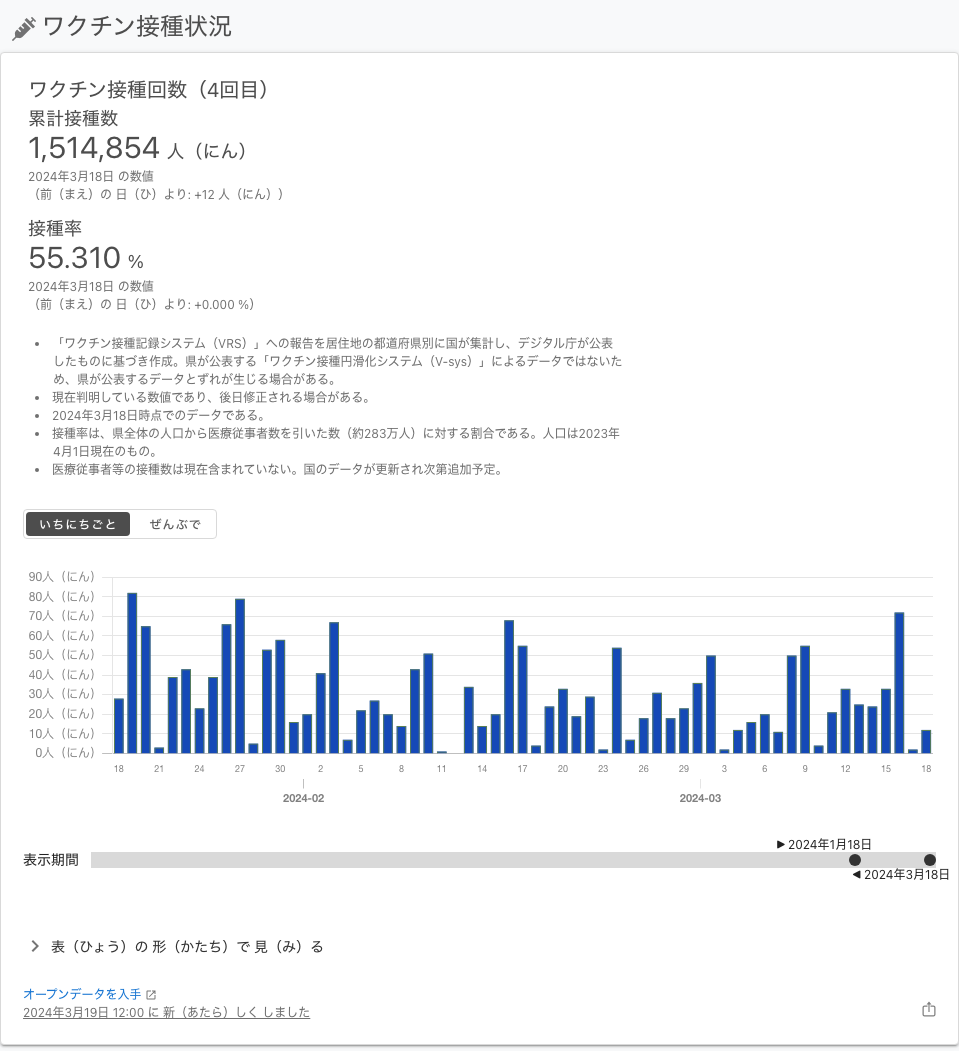 ワクチン接種状況
ワクチン接種回数（4回目）
累計接種数
1,514,854 人（にん）
2024年3月18日 の数値
（前（まえ）の 日（ひ）より: +12 人（にん））
接種率
55.310 %
2024年3月18日 の数値
（前（まえ）の 日（ひ）より: +0.000 %）
• 「ワクチン接種記録システム（VRS）」への報告を居住地の都道府県別に国が集計し、デジタル庁が公表
したものに基づき作成。県が公表する「ワクチン接種円滑化システム（V-sys）」によるデータではないた
め、県が公表するデータとずれが生じる場合がある。
• 現在判明している数値であり、後日修正される場合がある。
• 2024年3月18日時点でのデータである。
• 接種率は、県全体の人口から医療従事者数を引いた数（約283万人）に対する割合である。人口は2023年
4月1日現在のもの。
• 医療従事者等の接種数は現在含まれていない。国のデータが更新され次第追加予定。
いちにちごと ぜんぶで
90人（にん）
80人（にん）
70人（にん）
60人（にん）
50人（にん）
40人（にん）
30人（にん）
20人（にん）
10人（にん）
0人（にん）
18 21 24 27 30 2 5 8 11 14 17 20 23 26 29 3 6 9 12 15 18
2024-02 2024-03
2024年1月18日
表示期間
2024年3月18日
表（ひょう）の 形（かたち）で 見（み）る
オープンデータを入手
2024年3月19日 12:00 に 新（あたら）しく しました